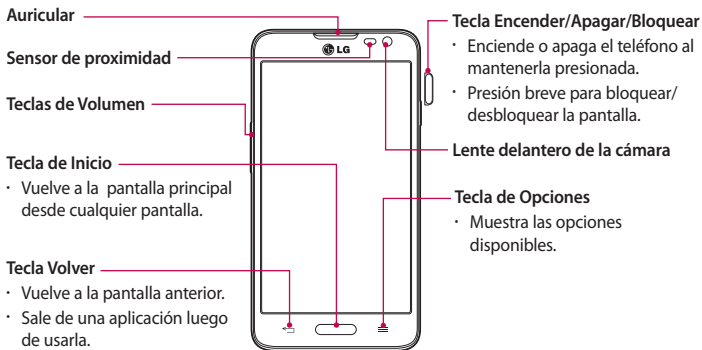 Auricular
Sensor de proximidad
Teclas de Volumen
Tecla de Inicio
· Vuelve a la pantalla principal
desde cualquier pantalla.
Tecla Volver
· Vuelve a la pantalla anterior.
· Sale de una aplicación luego
de usarla.
LG
Tecla Encender/Apagar/Bloquear
· Enciende o apaga el teléfono al
mantenerla presionada.
· Presión breve para bloquear/
desbloquear la pantalla.
Lente delantero de la cámara
Tecla de Opciones
· Muestra las opciones
disponibles.